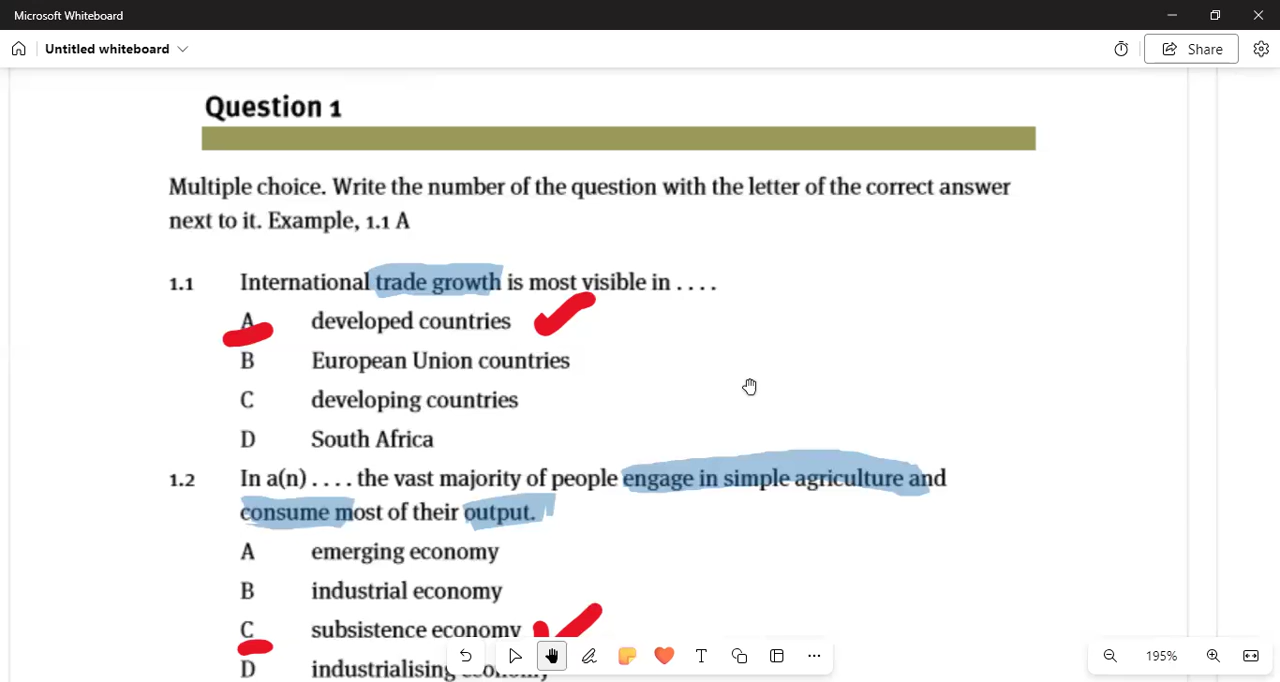 Microsoft Whiteboard
Untitled whiteboard
Share
Question 1
Multiple choice. Write the number of the question with the letter of the correct answer
next to it. Example, 1.1 A
1.1 International trade growth is most visible in . . . .
A developed countries
B European Union countries
C developing countries
D South Africa
1.2 In a(n) . . . . the vast majority of people engage in simple agriculture and
consume most of their output.
A emerging economy
B industrial economy
C subsistence economy
D industrialising economy
195%